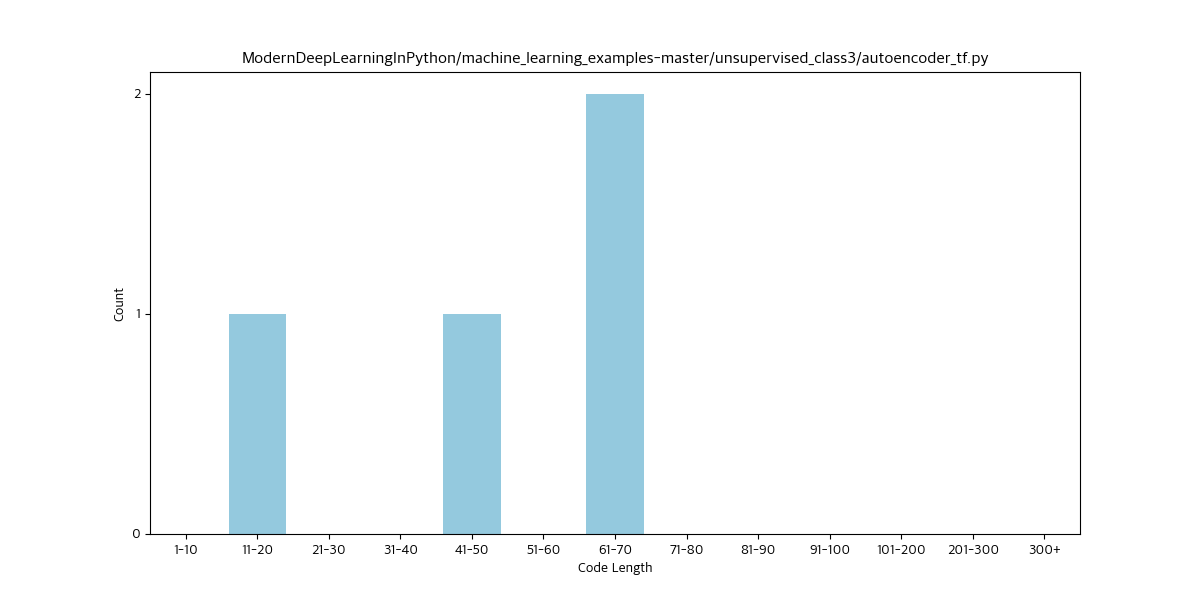 ModernDeepLearningInPython/machine_learning_examples-master/unsupervised_class3/autoencoder_tf.py
2
1
0
Count
1-10 11-20 21-30 31-40 41-50 51-60 61-70 71-80 81-90 91-100 101-200 201-300 300+
Code Length